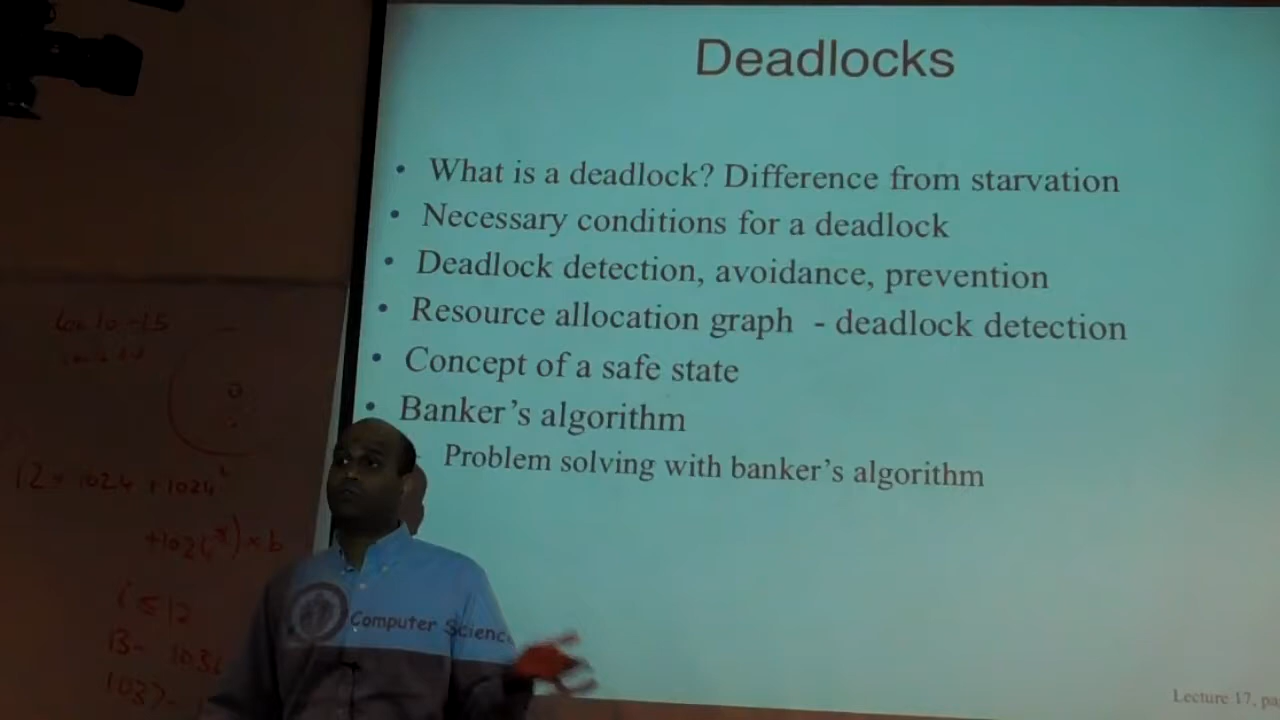 Deadlocks
• What is a deadlock? Difference from starvation
• Necessary conditions for a deadlock
• Deadlock detection, avoidance, prevention
• Resource allocation graph - deadlock detection
• Concept of a safe state
• Banker's algorithm
Problem solving with banker's algorithm
Computer Science
Lecture 17,
i ≤ 12